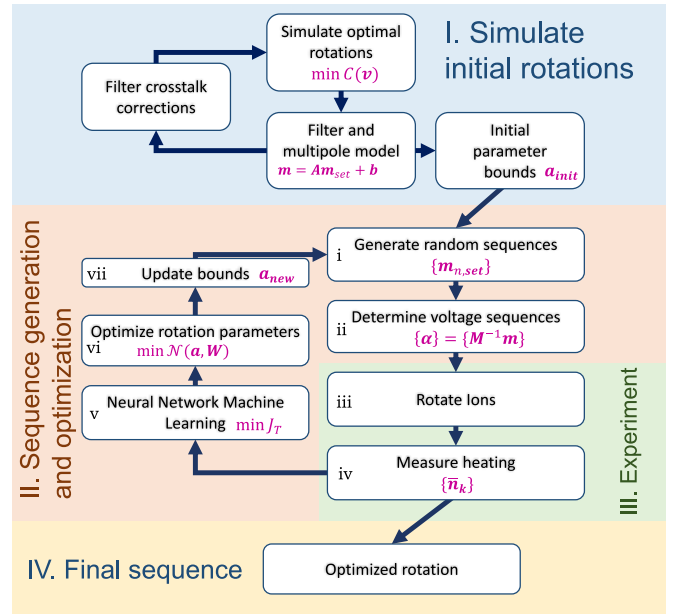 Simulate optimal
rotations
min C(v)
I. Simulate
initial rotations
Filter crosstalk
corrections
Filter and
multipole model
m = Am_set + b
Initial
parameter
bounds a_init
II. Sequence generation
and optimization
i
Generate random sequences
{m_n,set}
vii Update bounds a_new
ii
Determine voltage sequences
{α} = {M⁻¹m}
Optimize rotation parameters
vi
min 𝒩(a, W)
iii Rotate Ions
v
Neural Network Machine
Learning min J_T
iv
Measure heating
{n̅_k}
III. Experiment
IV. Final sequence
Optimized rotation